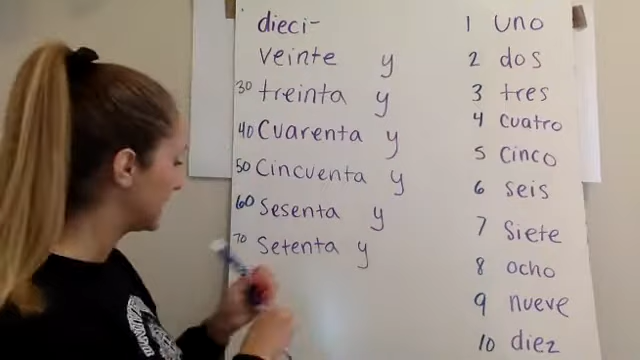 dieci-
veinte y
30 treinta y
40 Cuarenta y
50 Cincuenta y
60 Sesenta y
70 Setenta y
1 uno
2 dos
3 tres
4 cuatro
5 cinco
6 seis
7 siete
8 ocho
9 nueve
10 diez